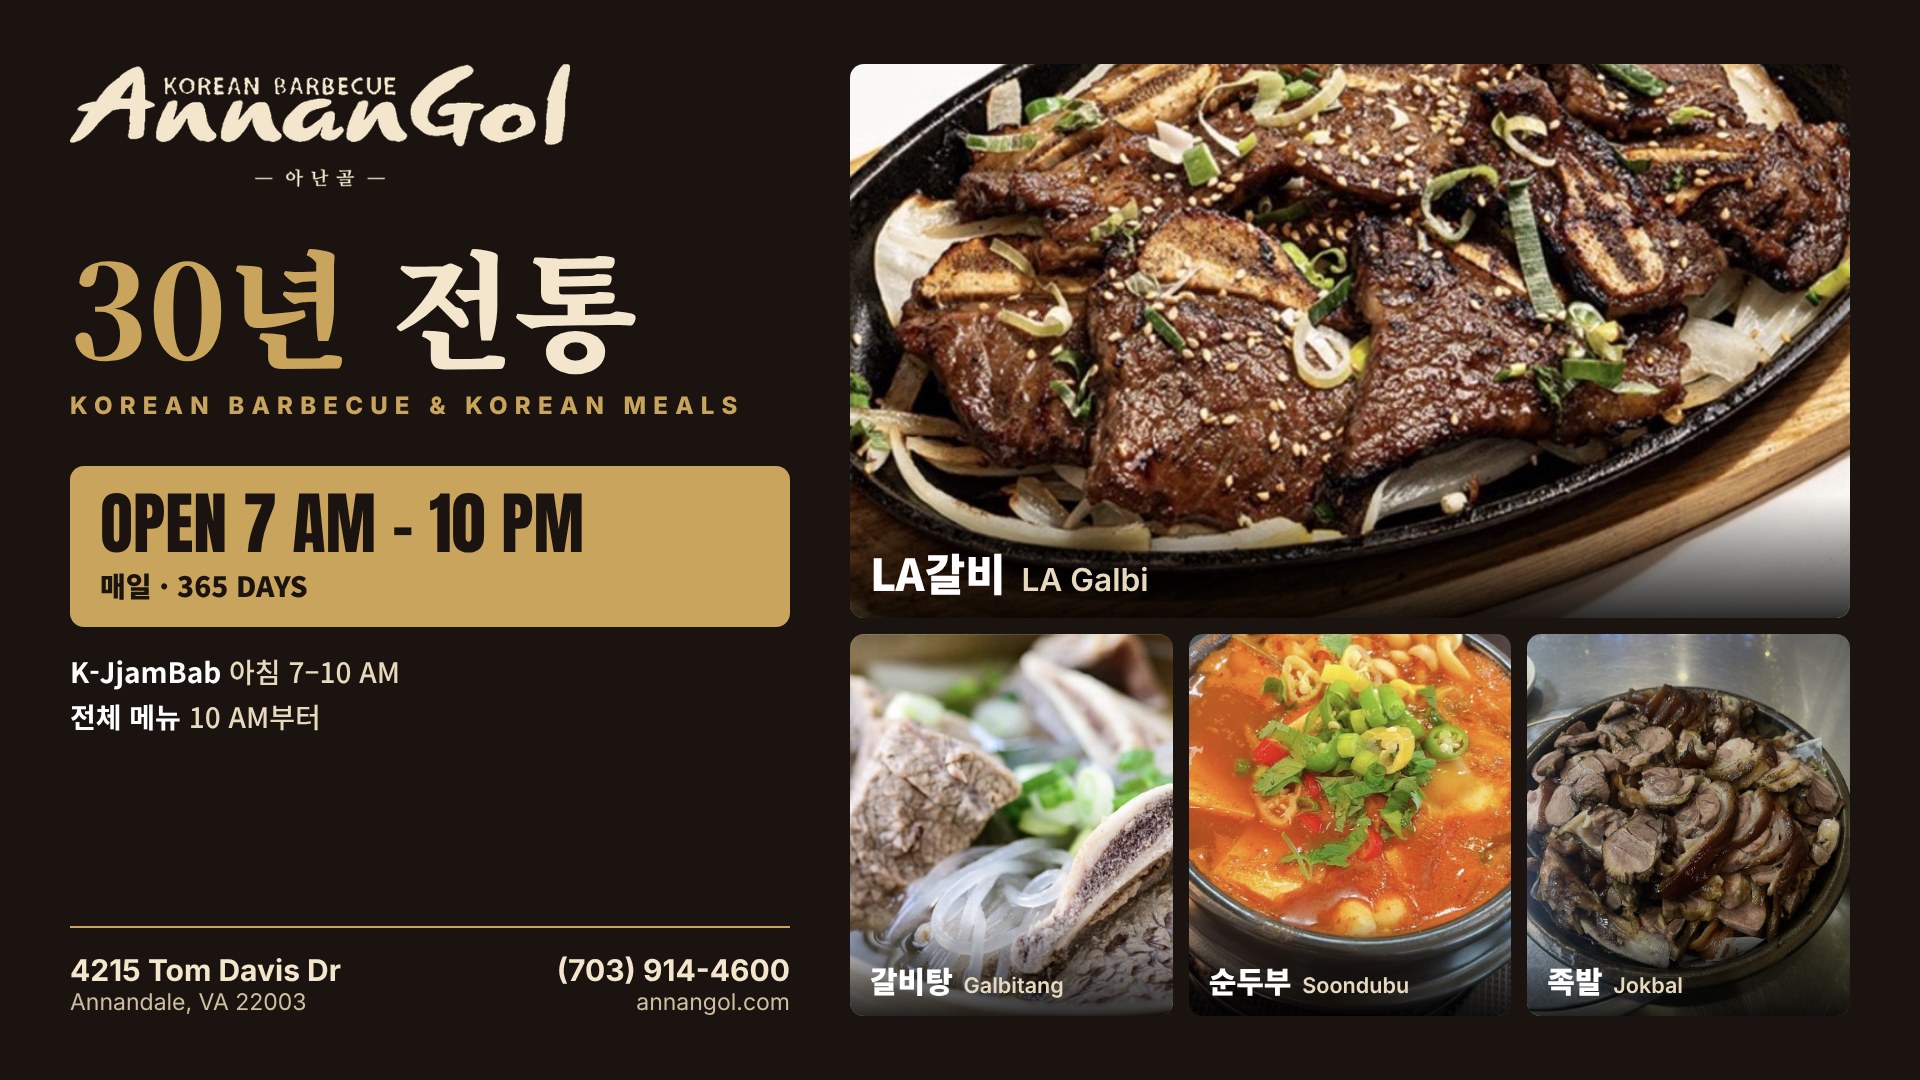 KOREAN BARBECUE
AnnanGol
— 아난골 —
30년 전통
KOREAN BARBECUE & KOREAN MEALS
OPEN 7 AM - 10 PM
매일 · 365 DAYS
K-JjamBab 아침 7–10 AM
전체 메뉴 10 AM부터
4215 Tom Davis Dr
Annandale, VA 22003
(703) 914-4600
annangol.com
LA갈비 LA Galbi
갈비탕 Galbitang
순두부 Soondubu
족발 Jokbal